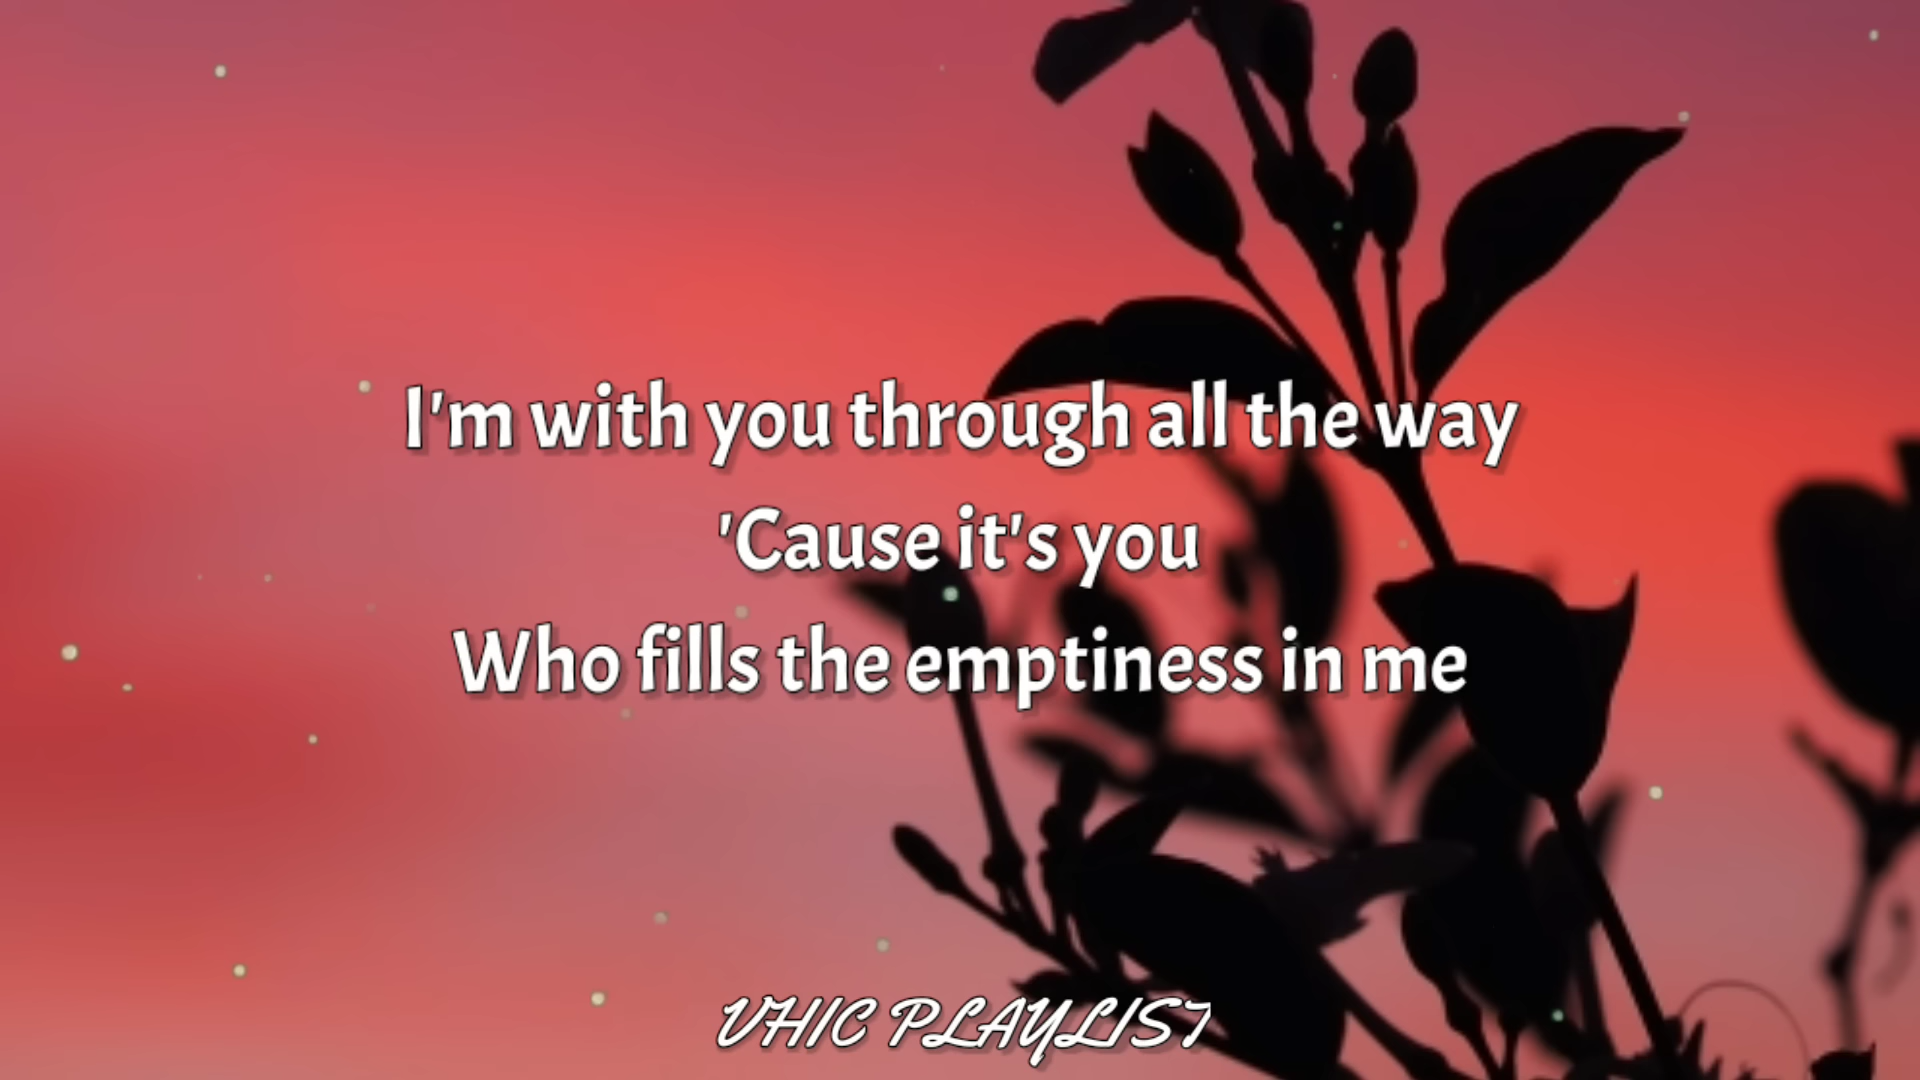 I'm with you through all the way
'Cause it's you
Who fills the emptiness in me
VHIC PLAYLIST